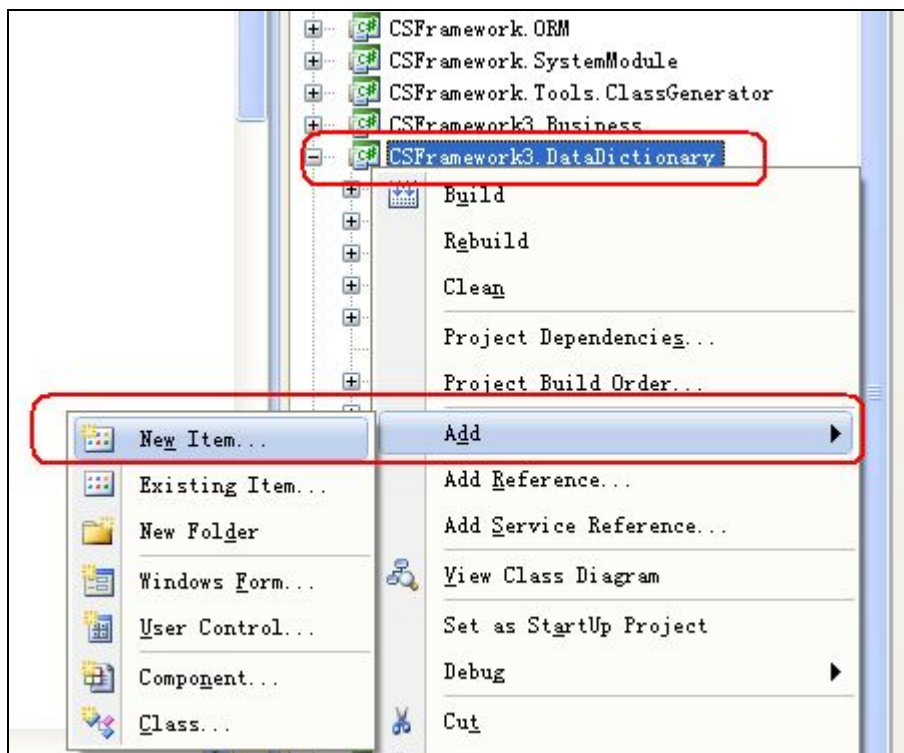 CSFramework.ORM
CSFramework.SystemModule
CSFramework.Tools.ClassGenerator
CSFramework3.Business
CSFramework3.DataDictionary
Build
Rebuild
Clean
Project Dependencies...
Project Build Order...
Add
New Item...
Existing Item...
New Folder
Windows Form...
User Control...
Component...
Class...
Add Reference...
Add Service Reference...
View Class Diagram
Set as StartUp Project
Debug
Cut